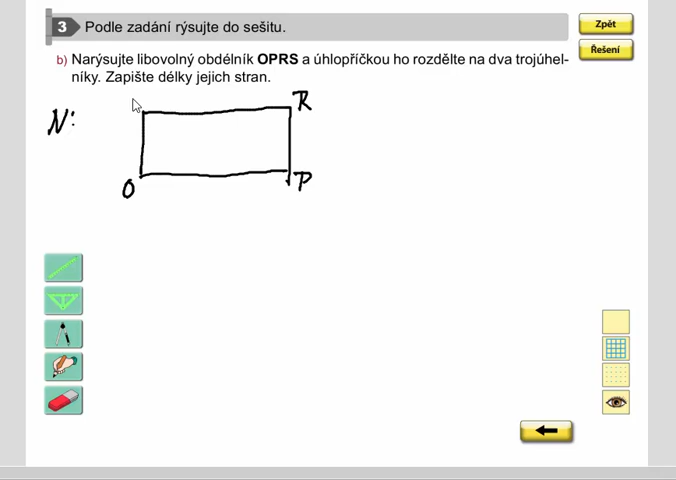 3 Podle zadání rýsujte do sešitu.
Zpět
Řešení
b) Narýsujte libovolný obdélník OPRS a úhlopříčkou ho rozdělte na dva trojúhel-
níky. Zapište délky jejich stran.
N:
R
O
P